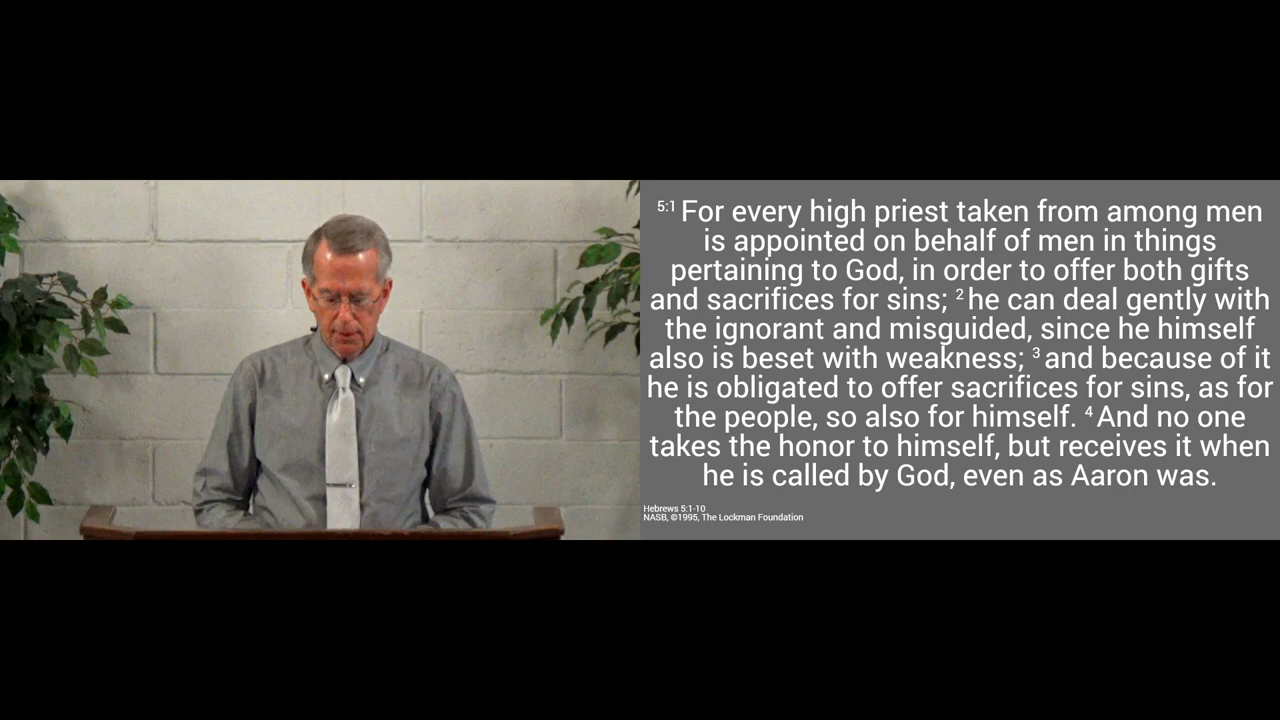 5:1 For every high priest taken from among men
is appointed on behalf of men in things
pertaining to God, in order to offer both gifts
and sacrifices for sins; 2 he can deal gently with
the ignorant and misguided, since he himself
also is beset with weakness; 3 and because of it
he is obligated to offer sacrifices for sins, as for
the people, so also for himself. 4 And no one
takes the honor to himself, but receives it when
he is called by God, even as Aaron was.
Hebrews 5:1-10
NASB, ©1995, The Lockman Foundation